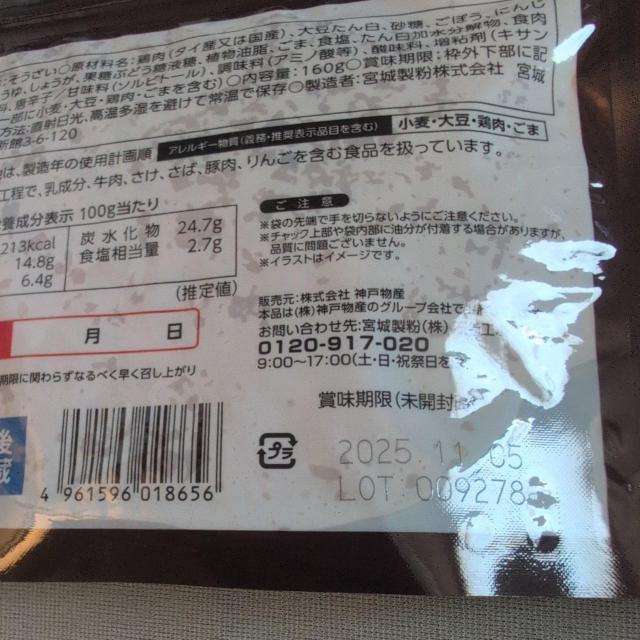 そうざい○原材料名：鶏肉（タイ産又は国産）、大豆たん白、砂糖、ごぼう、にんじ
うゆ、しょうが、果糖ぶどう糖液糖、植物油脂、ごま、食塩、たん白加水分解物、食肉
料、唐辛子／甘味料（ソルビトール）、調味料（アミノ酸等）、酸味料、増粘剤（キサン
一部に小麦・大豆・鶏肉・ごまを含む）○内容量：160g○賞味期限：枠外下部に記
方法：直射日光、高温多湿を避けて常温で保存○製造者：宮城製粉株式会社 宮城
新館3-6-120
アレルギー物質（義務・推奨表示品目を含む） 小麦・大豆・鶏肉・ごま
は、製造年の使用計画順
工程で、乳成分、牛肉、さけ、さば、豚肉、りんごを含む食品を扱っています。
養成分表示 100g当たり
213kcal 炭水化物 24.7g
14.8g 食塩相当量 2.7g
6.4g
（推定値）
ご注意
※袋の先端で手を切らないようにご注意ください。
※チャック上部や袋内部に油分が付着する場合がありますが、
品質に問題ございません。
※イラストはイメージです。
販売元：株式会社 神戸物産
本品は（株）神戸物産のグループ会社で
お問い合わせ先：宮城製粉（株）
0120-917-020
9:00～17:00（土・日・祝祭日を
月 日
期限に関わらずなるべく早く召し上がり
賞味期限（未開封
後
蔵
4 961596 018656
プラ
2025.11.05
LOT 009278